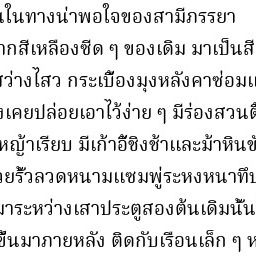 นในทางน่าพอใจของสามีภรรยา
ากสีเหลืองซีด ๆ ของเดิม มาเป็นสี
สว่างไสว กระเบื้องมุงหลังคาซ่อมแ
งเคยปล่อยเอาไว้ง่าย ๆ มีร่องสวนตื
หญ้าเรียบ มีเก้าอี้ชิงช้าและม้าหินขั
วยรั้วลวดหนามแซมพู่ระหงหนาทึบ
มาระหว่างเสาประตูสองต้นเดิมนั้น
ขึ้นมาภายหลัง ติดกับเรือนเล็ก ๆ ห